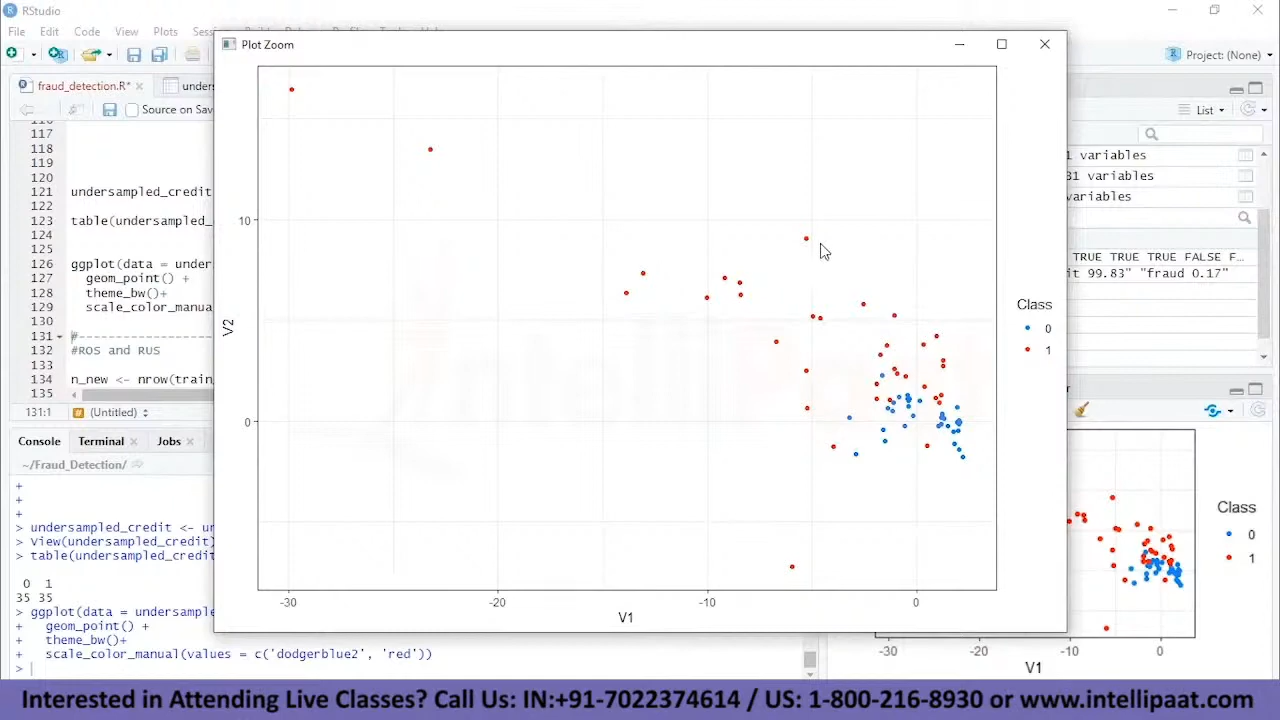 RStudio
File Edit Code View Plots
Plot Zoom
Project: (None)
fraud_detection.R*
unders
Source on Sav
List
117
118
119
120
121 undersampled_credit
122
123 table(undersampled_
124
125
126 ggplot(data = under
127 geom_point() +
128 theme_bw()+
129 scale_color_manua
130
131 #----------------
132 #ROS and RUS
133
134 n_new <- nrow(train_
135
131:1 (Untitled)
1 variables
31 variables
variables
TRUE TRUE TRUE FALSE F…
it 99.83" "fraud 0.17"
10
0
V2
-30 -20 -10 0
V1
Class
0
1
Console Terminal Jobs
~/Fraud_Detection/
+
+
+
> undersampled_credit <- un
> View(undersampled_credit)
> table(undersampled_credit
0 1
35 35
> ggplot(data = undersampl
+ geom_point() +
+ theme_bw()+
+ scale_color_manual(values = c('dodgerblue2', 'red'))
>
Class
0
1
-30 -20 -10 0
V1
Interested in Attending Live Classes? Call Us: IN:+91-7022374614 / US: 1-800-216-8930 or www.intellipaat.com